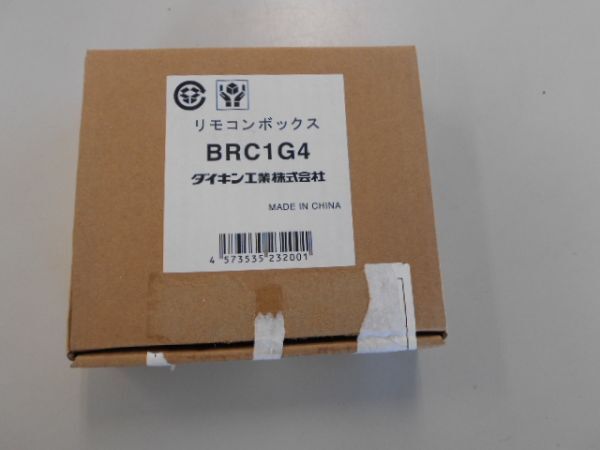 リモコンボックス
BRC1G4
ダイキン工業株式会社
MADE IN CHINA
4 573535 232001